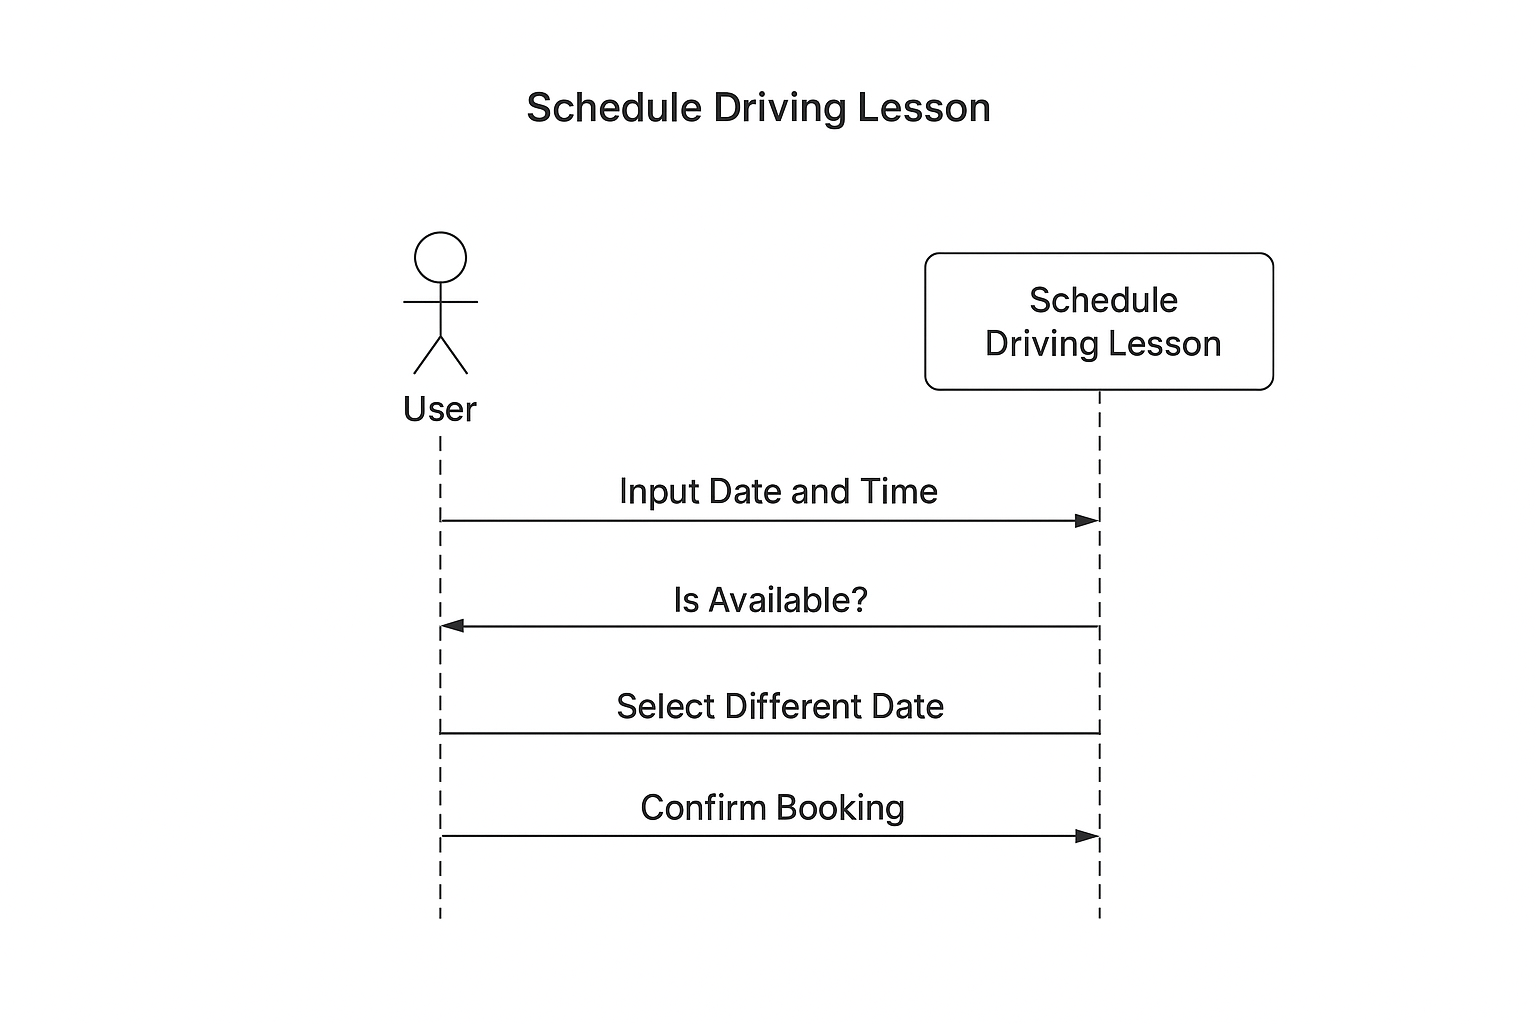 Schedule Driving Lesson
User
Schedule
Driving Lesson
Input Date and Time
Is Available?
Select Different Date
Confirm Booking